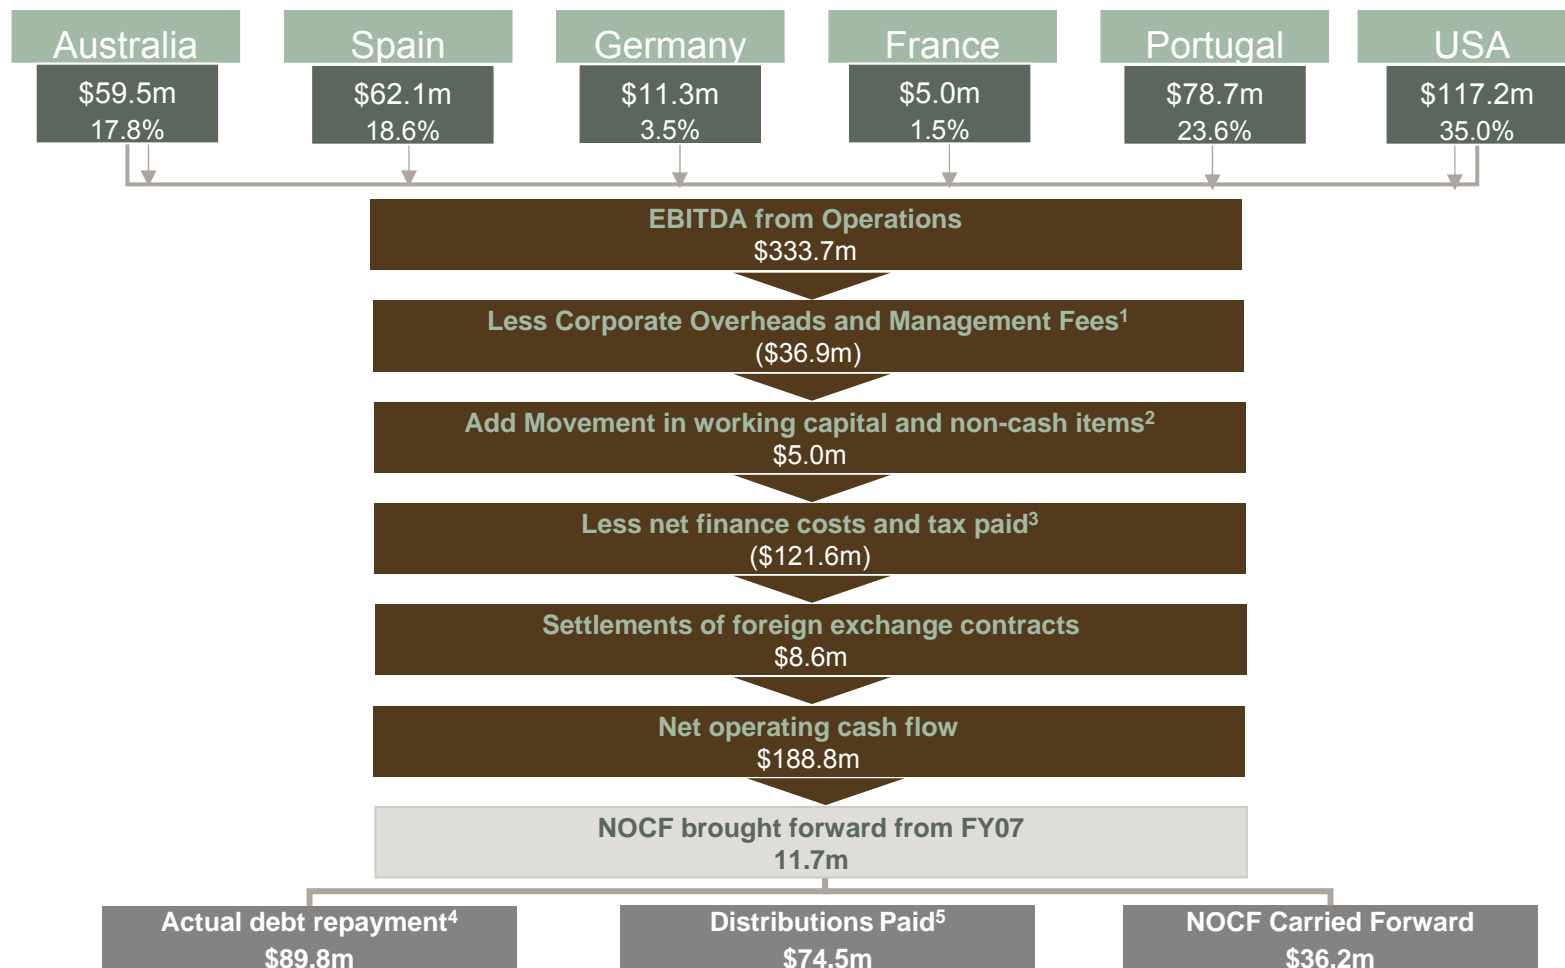 Australia
Spain
Germany
France
Portugal
USA
$59.5m
17.8%
$62.1m
18.6%
$11.3m
3.5%
$5.0m
1.5%
$78.7m
23.6%
$117.2m
35.0%
EBITDA from Operations
$333.7m
Less Corporate Overheads and Management Fees¹
($36.9m)
Add Movement in working capital and non-cash items²
$5.0m
Less net finance costs and tax paid³
($121.6m)
Settlements of foreign exchange contracts
$8.6m
Net operating cash flow
$188.8m
NOCF brought forward from FY07
11.7m
Actual debt repayment⁴
$89.8m
Distributions Paid⁵
$74.5m
NOCF Carried Forward
$36.2m